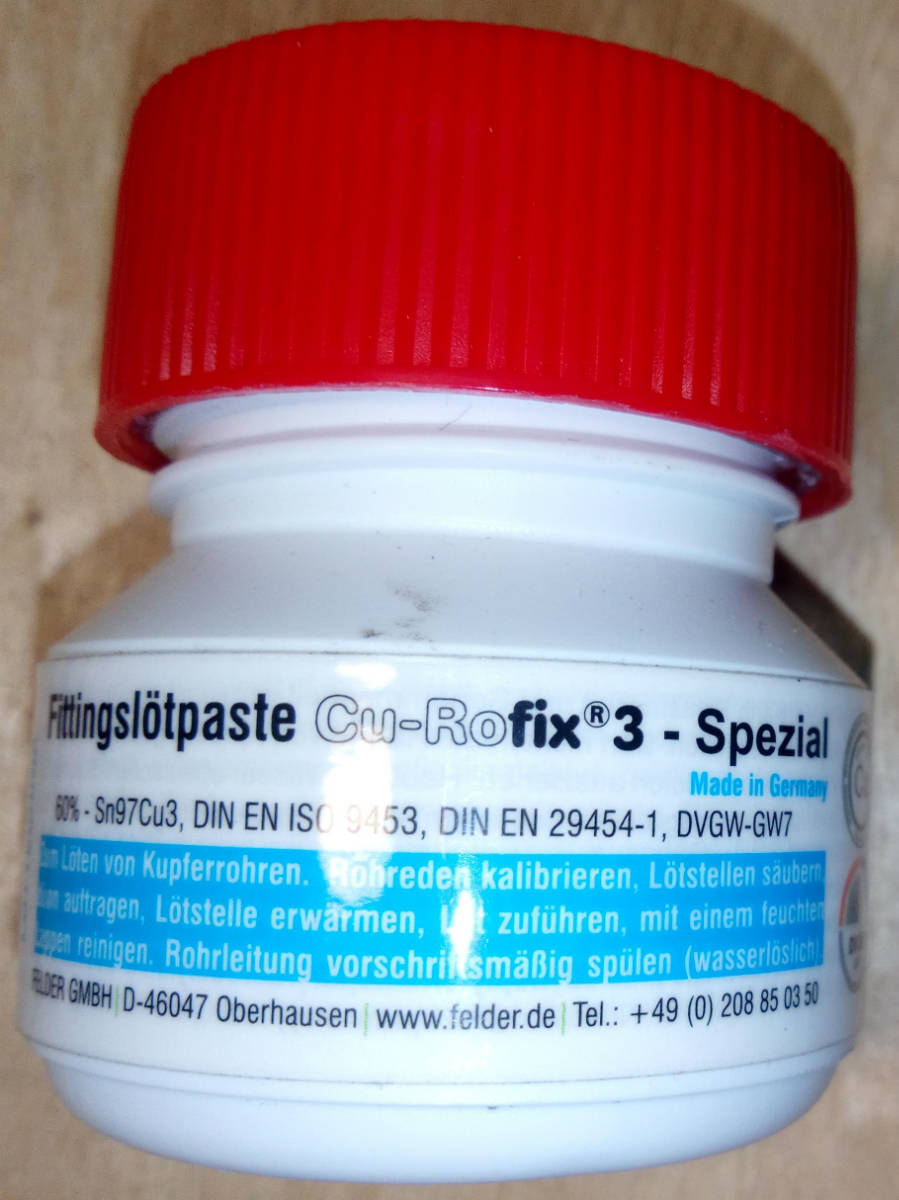 Fittingslötpaste Cu-Rofix®3 - Spezial
Made in Germany
60% - Sn97Cu3, DIN EN ISO 9453, DIN EN 29454-1, DVGW-GW7
Zum Löten von Kupferrohren. Rohreden kalibrieren, Lötstellen säubern,
auftragen, Lötstelle erwärmen, zuführen, mit einem feuchten
reinigen. Rohrleitung vorschriftsmäßig spülen (wasserlöslich).
FELDER GMBH | D-46047 Oberhausen | www.felder.de | Tel.: +49 (0) 208 85 03 50